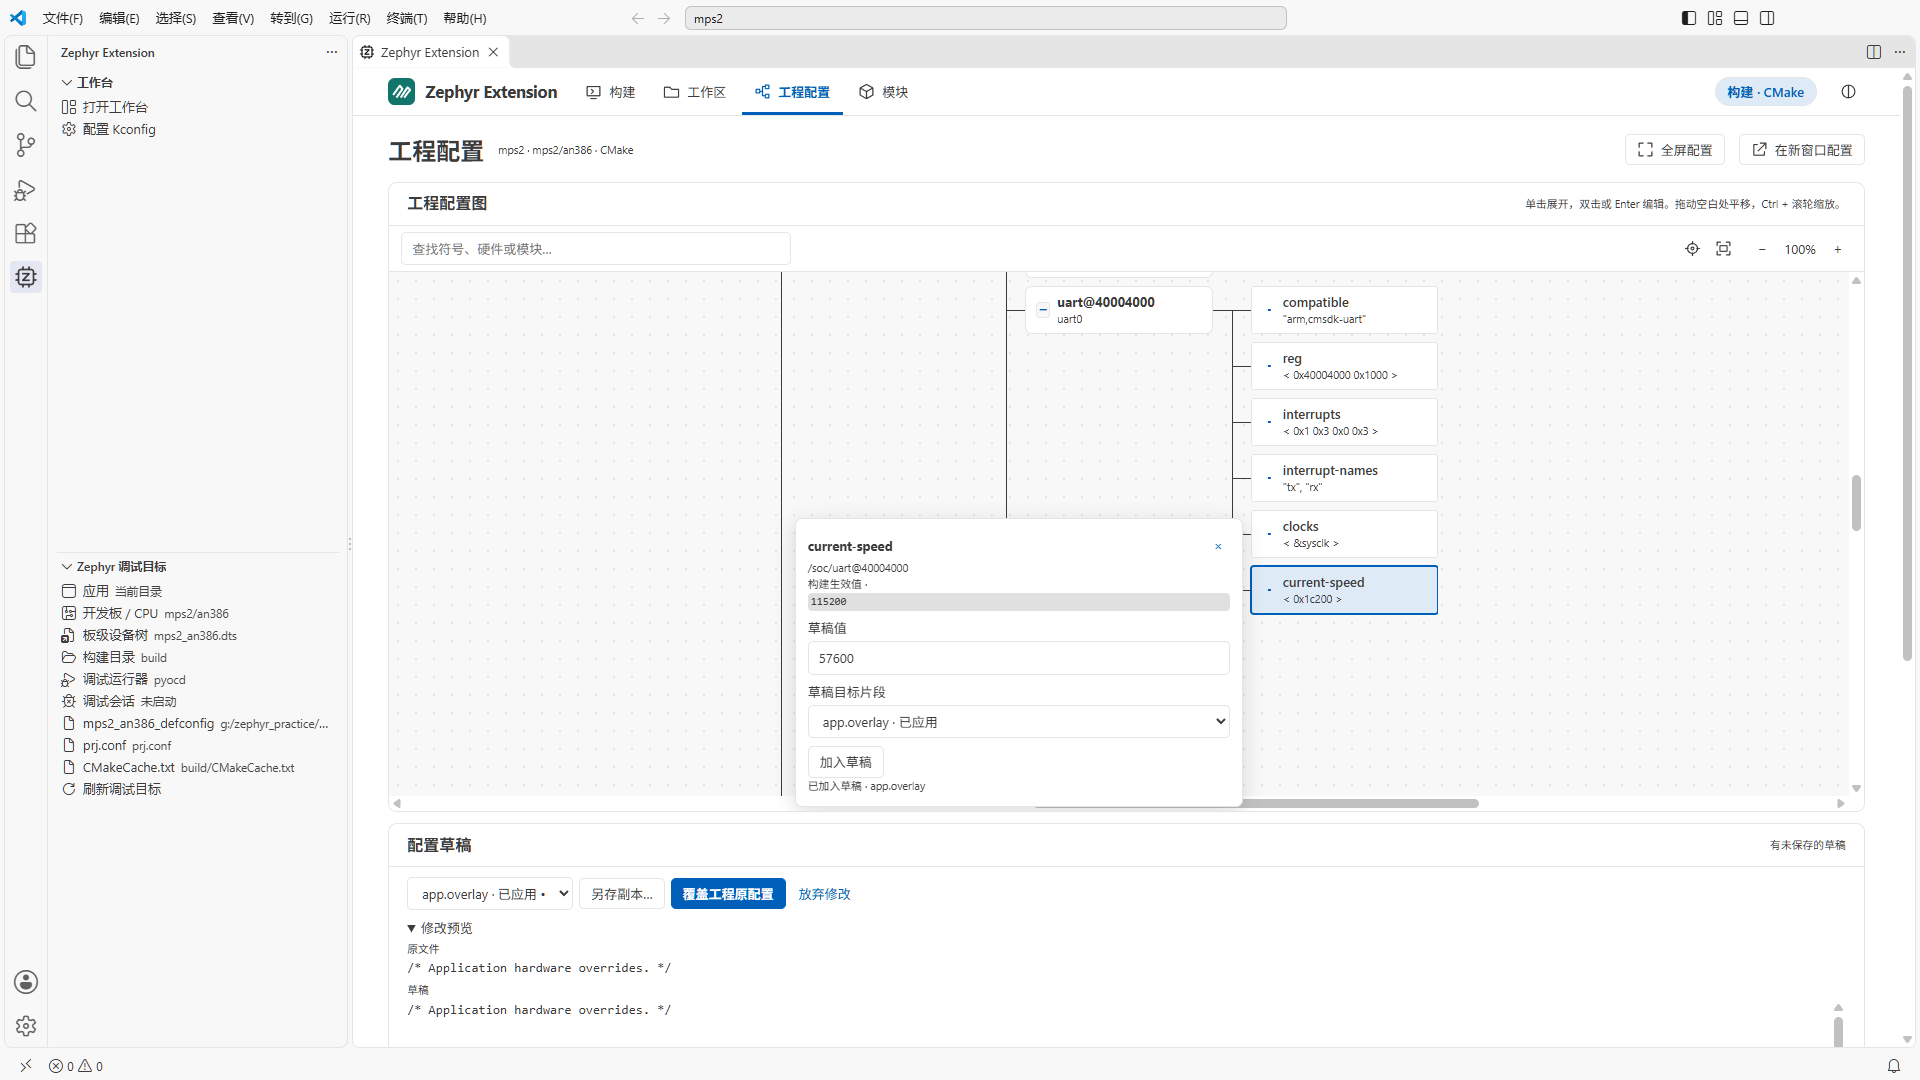 文件(F) 编辑(E) 选择(S) 查看(V) 转到(G) 运行(R) 终端(T) 帮助(H)
mps2
Zephyr Extension
工作台
打开工作台
配置 Kconfig
Zephyr 调试目标
应用 当前目录
开发板 / CPU mps2/an386
板级设备树 mps2_an386.dts
构建目录 build
调试运行器 pyocd
调试会话 未启动
mps2_an386_defconfig g:/zephyr_practice/...
prj.conf prj.conf
CMakeCache.txt build/CMakeCache.txt
刷新调试目标
Zephyr Extension
Zephyr Extension 构建 工作区 工程配置 模块
构建 · CMake
工程配置 mps2 · mps2/an386 · CMake
全屏配置 在新窗口配置
工程配置图
单击展开，双击或 Enter 编辑。拖动空白处平移，Ctrl + 滚轮缩放。
查找符号、硬件或模块...
− 100% +
uart@40004000
uart0
compatible
"arm,cmsdk-uart"
reg
< 0x40004000 0x1000 >
interrupts
< 0x1 0x3 0x0 0x3 >
interrupt-names
"tx", "rx"
clocks
< &sysclk >
current-speed
< 0x1c200 >
current-speed ×
/soc/uart@40004000
构建生效值 ·
115200
草稿值
57600
草稿目标片段
app.overlay · 已应用
加入草稿
已加入草稿 · app.overlay
配置草稿
有未保存的草稿
app.overlay · 已应用 • 另存副本... 覆盖工程原配置 放弃修改
▼ 修改预览
原文件
/* Application hardware overrides. */
草稿
/* Application hardware overrides. */
0 0